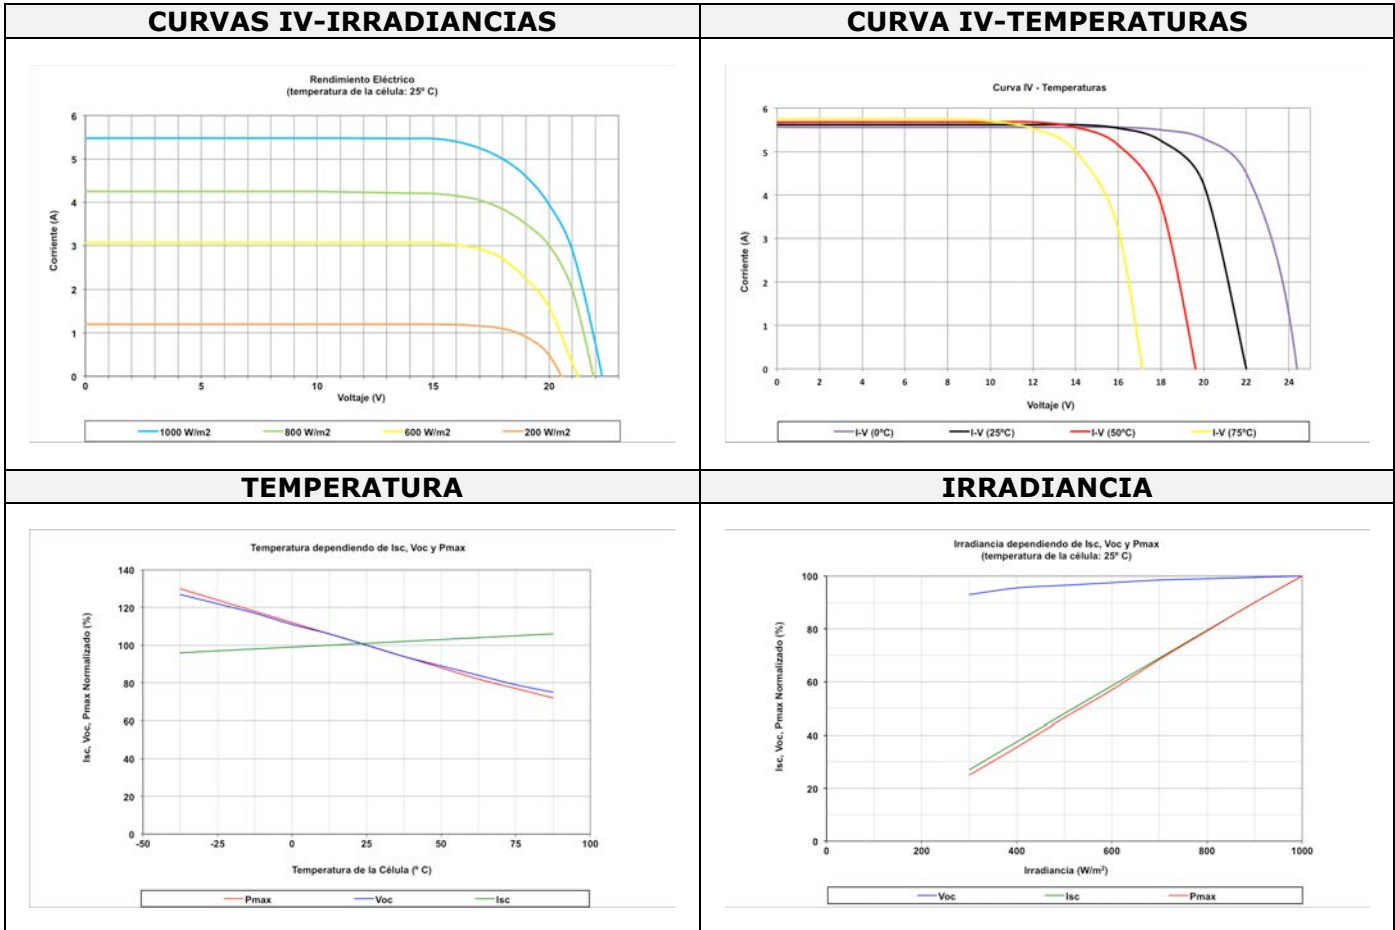 CURVAS IV-IRRADIANCIAS
CURVA IV-TEMPERATURAS
Rendimiento Eléctrico
(temperatura de la célula: 25º C)
Corriente (A)
6
5
4
3
2
1
0
0 5 10 15 20
Voltaje (V)
1000 W/m2 800 W/m2 600 W/m2 200 W/m2
Curva IV - Temperaturas
Corriente (A)
6
5
4
3
2
1
0
0 2 4 6 8 10 12 14 16 18 20 22 24
Voltaje (V)
I-V (0ºC) I-V (25ºC) I-V (50ºC) I-V (75ºC)
TEMPERATURA
IRRADIANCIA
Temperatura dependiendo de Isc, Voc y Pmax
Isc, Voc, Pmax Normalizado (%)
140
120
100
80
60
40
20
0
-50 -25 0 25 50 75 100
Temperatura de la Célula (º C)
Pmax Voc Isc
Irradiancia dependiendo de Isc, Voc y Pmax
(temperatura de la célula: 25º C)
Isc, Voc, Pmax Normalizado (%)
100
80
60
40
20
0
0 200 400 600 800 1000
Irradiancia (W/m²)
Voc Isc Pmax